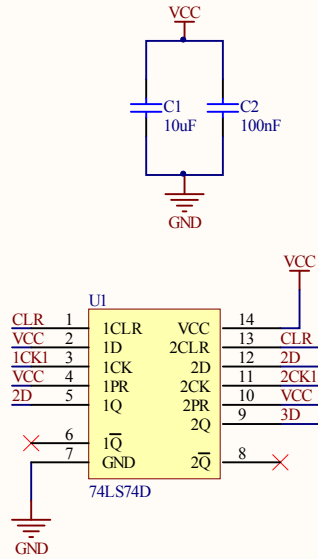 VCC
C1
10uF
C2
100nF
GND
VCC
U1
CLR 1 1CLR VCC 14
VCC 2 1D 2CLR 13 CLR
1CK1 3 1CK 2D 12 2D
VCC 4 1PR 2CK 11 2CK1
2D 5 1Q 2PR 10 VCC
2Q 9 3D
6 1Q̅
7 GND 2Q̅ 8
74LS74D
GND